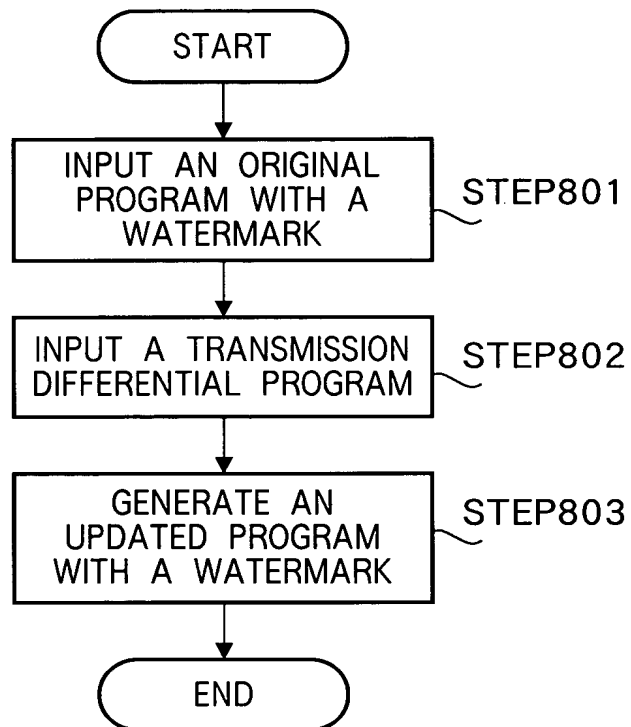 START
INPUT AN ORIGINAL
PROGRAM WITH A
WATERMARK
STEP801
INPUT A TRANSMISSION
DIFFERENTIAL PROGRAM
STEP802
GENERATE AN
UPDATED PROGRAM
WITH A WATERMARK
STEP803
END